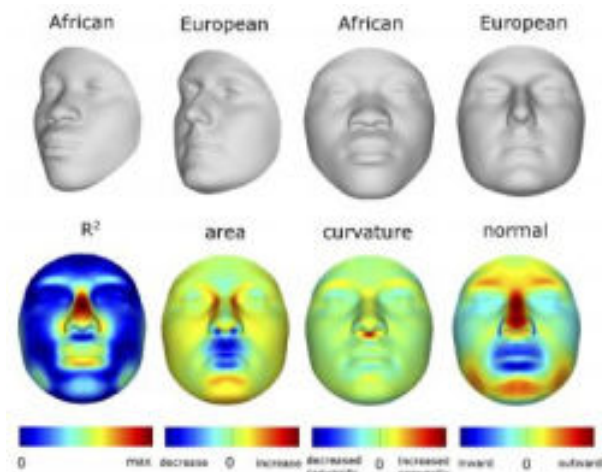 African European African European
R² area curvature normal
0 max decrease 0 increase decreased 0 increased inward 0 outward